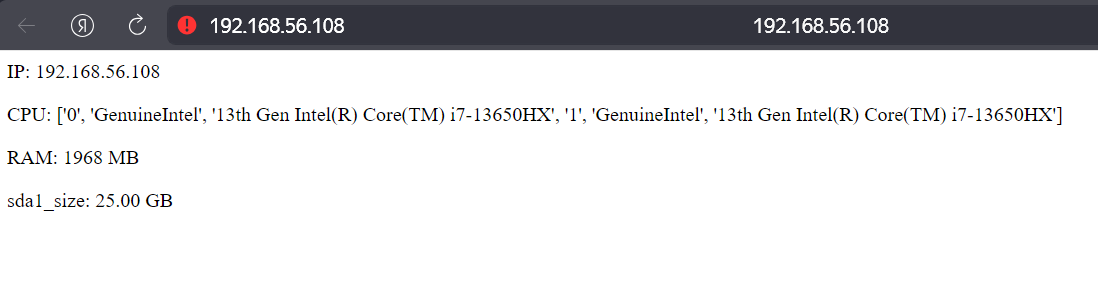 Я 192.168.56.108 192.168.56.108
IP: 192.168.56.108
CPU: ['0', 'GenuineIntel', '13th Gen Intel(R) Core(TM) i7-13650HX', '1', 'GenuineIntel', '13th Gen Intel(R) Core(TM) i7-13650HX']
RAM: 1968 MB
sda1_size: 25.00 GB